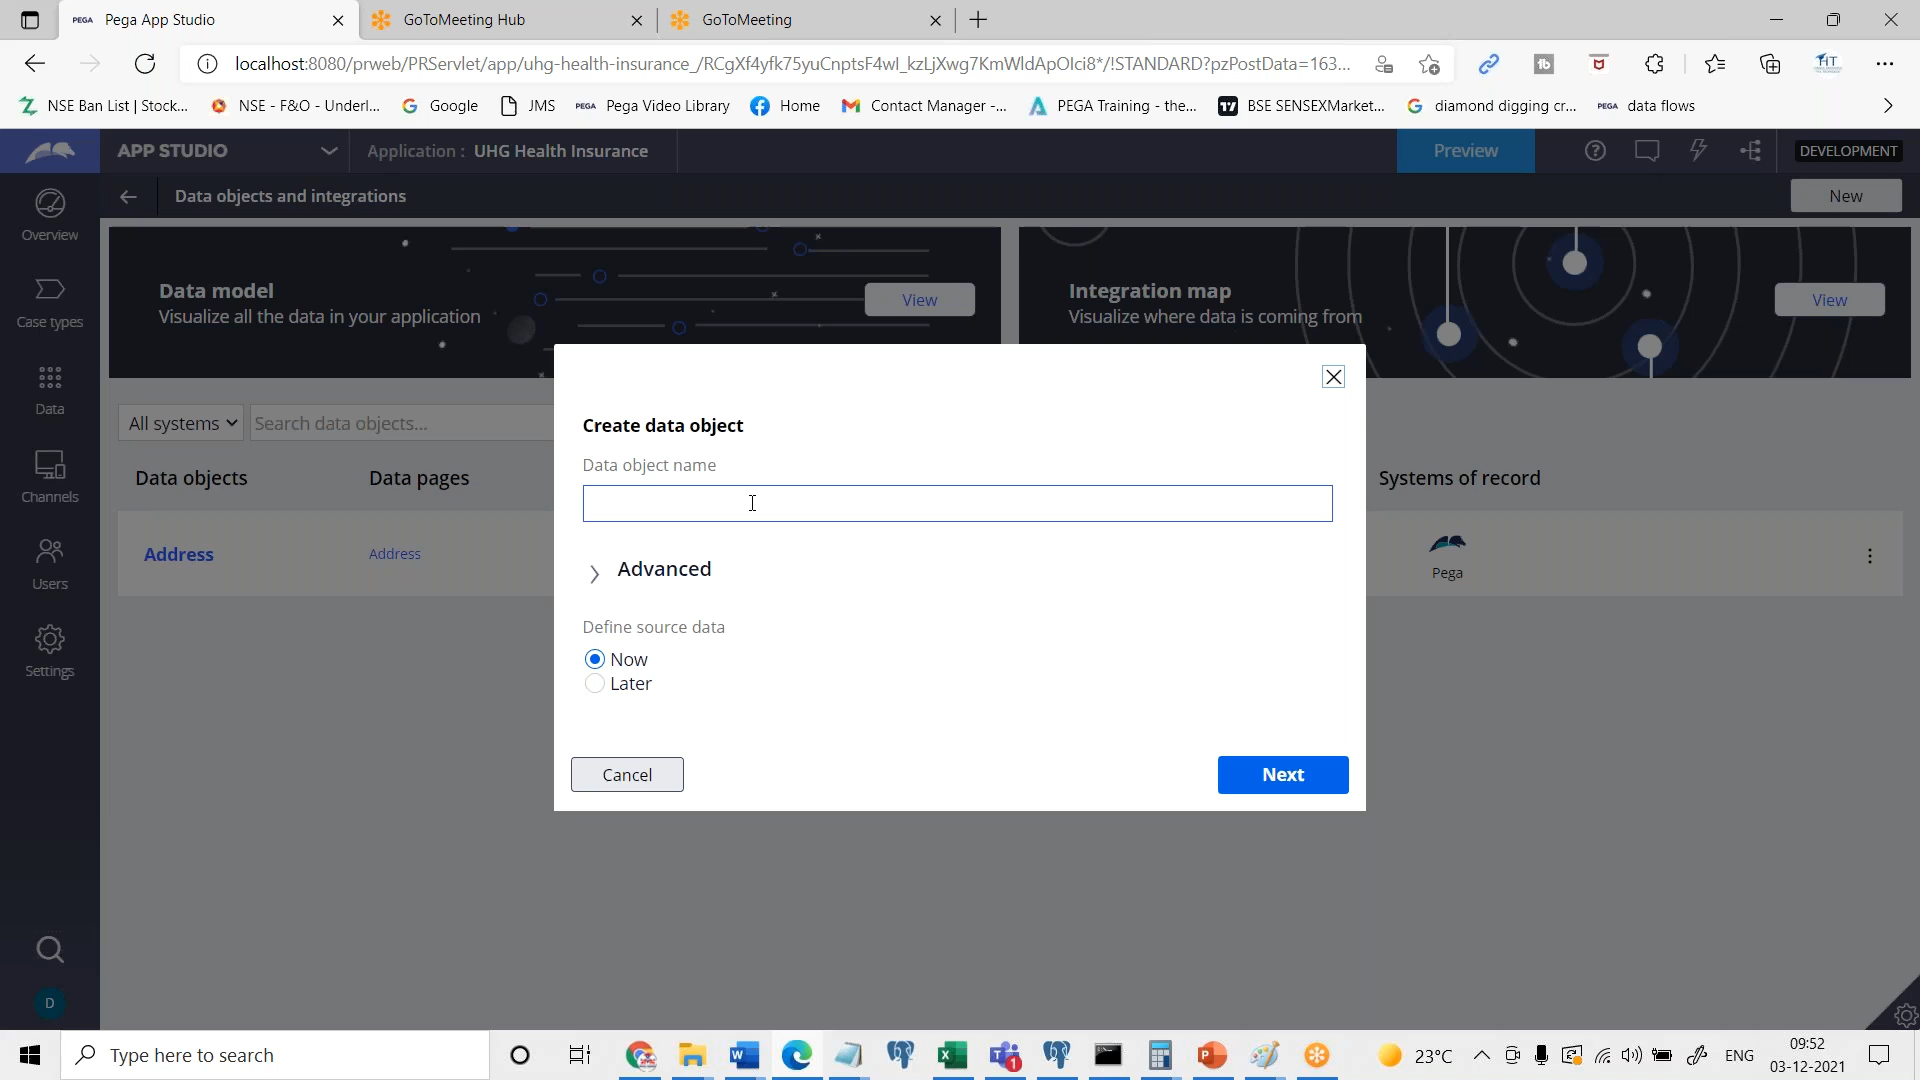 PEGA Pega App Studio
GoToMeeting Hub
GoToMeeting
localhost:8080/prweb/PRServlet/app/uhg-health-insurance_/RCgXf4yfk75yuCnptsF4wl_kzLjXwg7KmWldApOlci8*/!STANDARD?pzPostData=163...
NSE Ban List | Stock...
NSE - F&O - Underl...
Google
JMS
PEGA Pega Video Library
Home
Contact Manager -...
PEGA Training - the...
BSE SENSEXMarket...
diamond digging cr...
PEGA data flows
APP STUDIO
Application : UHG Health Insurance
Preview
DEVELOPMENT
Data objects and integrations
New
Overview
Case types
Data
Channels
Users
Settings
D
Data model
Visualize all the data in your application
View
Integration map
Visualize where data is coming from
View
All systems
Search data objects...
Data objects
Data pages
Systems of record
Address
Address
Pega
Create data object
Data object name
Advanced
Define source data
Now
Later
Cancel
Next
Type here to search
1
23°C
ENG
09:52
03-12-2021